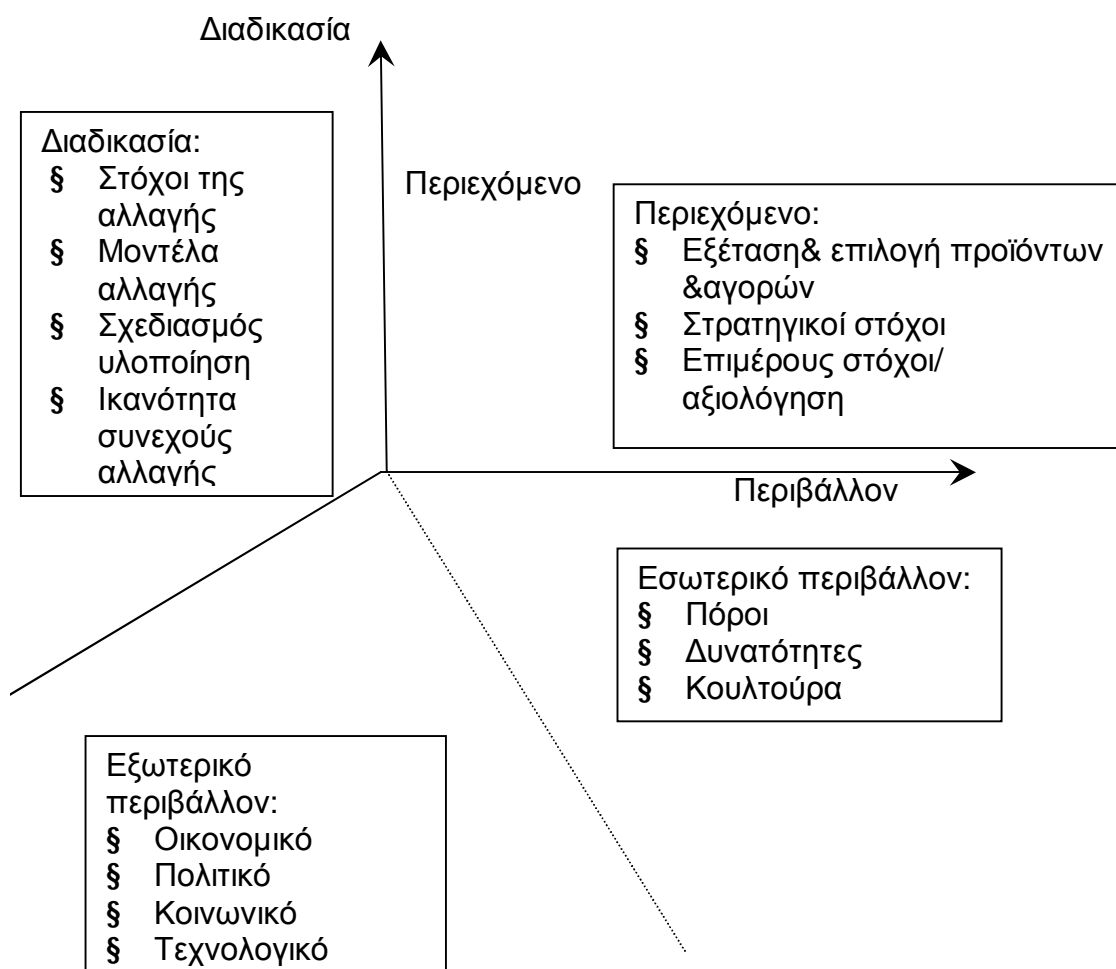 Διαδικασία
Διαδικασία:
§ Στόχοι της
αλλαγής
§ Μοντέλα
αλλαγής
§ Σχεδιασμός
υλοποίηση
§ Ικανότητα
συνεχούς
αλλαγής
Περιεχόμενο
Περιεχόμενο:
§ Εξέταση& επιλογή προϊόντων
&αγορών
§ Στρατηγικοί στόχοι
§ Επιμέρους στόχοι/
αξιολόγηση
Περιβάλλον
Εσωτερικό περιβάλλον:
§ Πόροι
§ Δυνατότητες
§ Κουλτούρα
Εξωτερικό
περιβάλλον:
§ Οικονομικό
§ Πολιτικό
§ Κοινωνικό
§ Τεχνολογικό